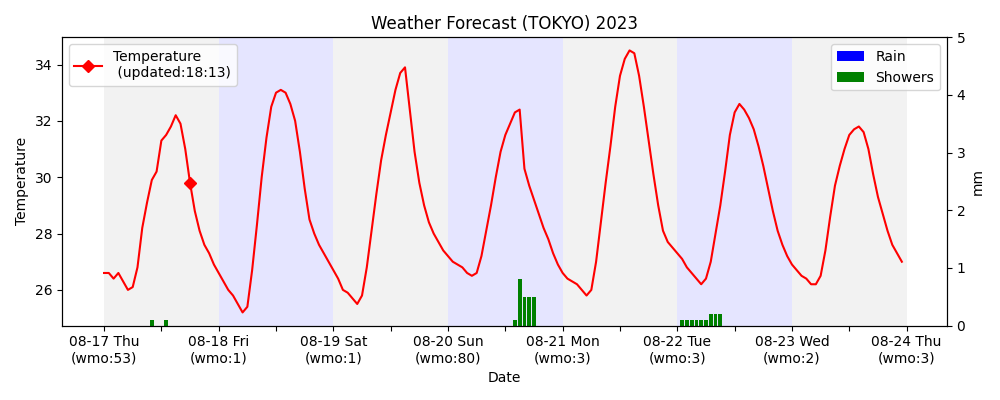 Weather Forecast (TOKYO) 2023
Temperature
(updated:18:13)
Rain
Showers
34
32
30
28
26
Temperature
5
4
3
2
1
0
mm
08-17 Thu
(wmo:53)
08-18 Fri
(wmo:1)
08-19 Sat
(wmo:1)
08-20 Sun
(wmo:80)
08-21 Mon
(wmo:3)
08-22 Tue
(wmo:3)
08-23 Wed
(wmo:2)
08-24 Thu
(wmo:3)
Date